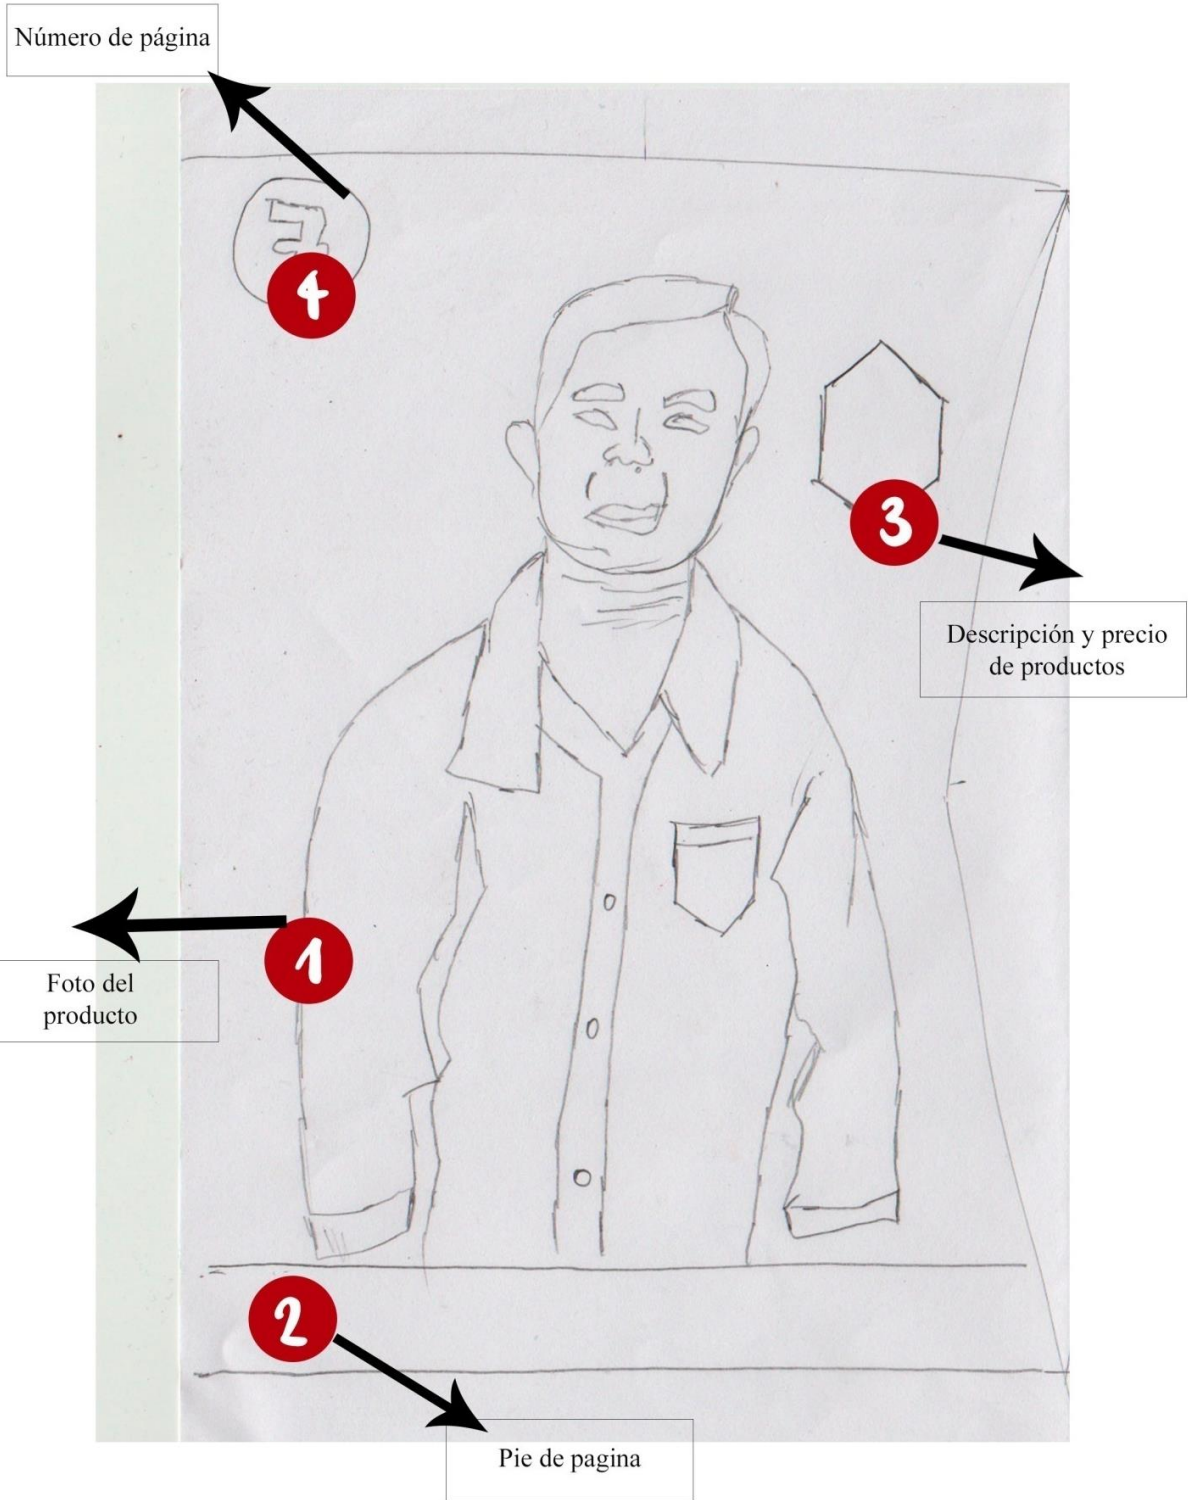 Número de página
4
3
Descripción y precio
de productos
1
Foto del
producto
2
Pie de pagina